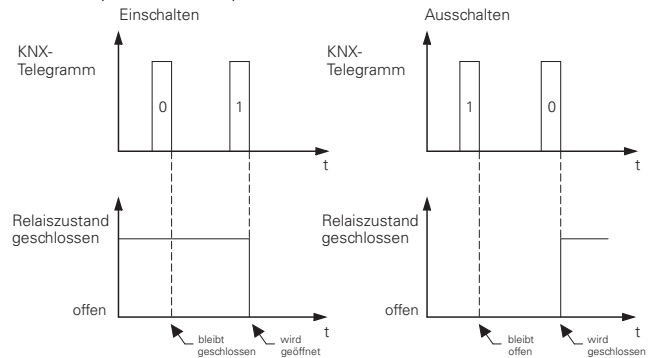 Einschalten
KNX-
Telegramm
0
1
t
Relaiszustand
geschlossen
offen
t
bleibt
geschlossen
wird
geöffnet
Ausschalten
KNX-
Telegramm
1
0
t
Relaiszustand
geschlossen
offen
t
bleibt
offen
wird
geschlossen